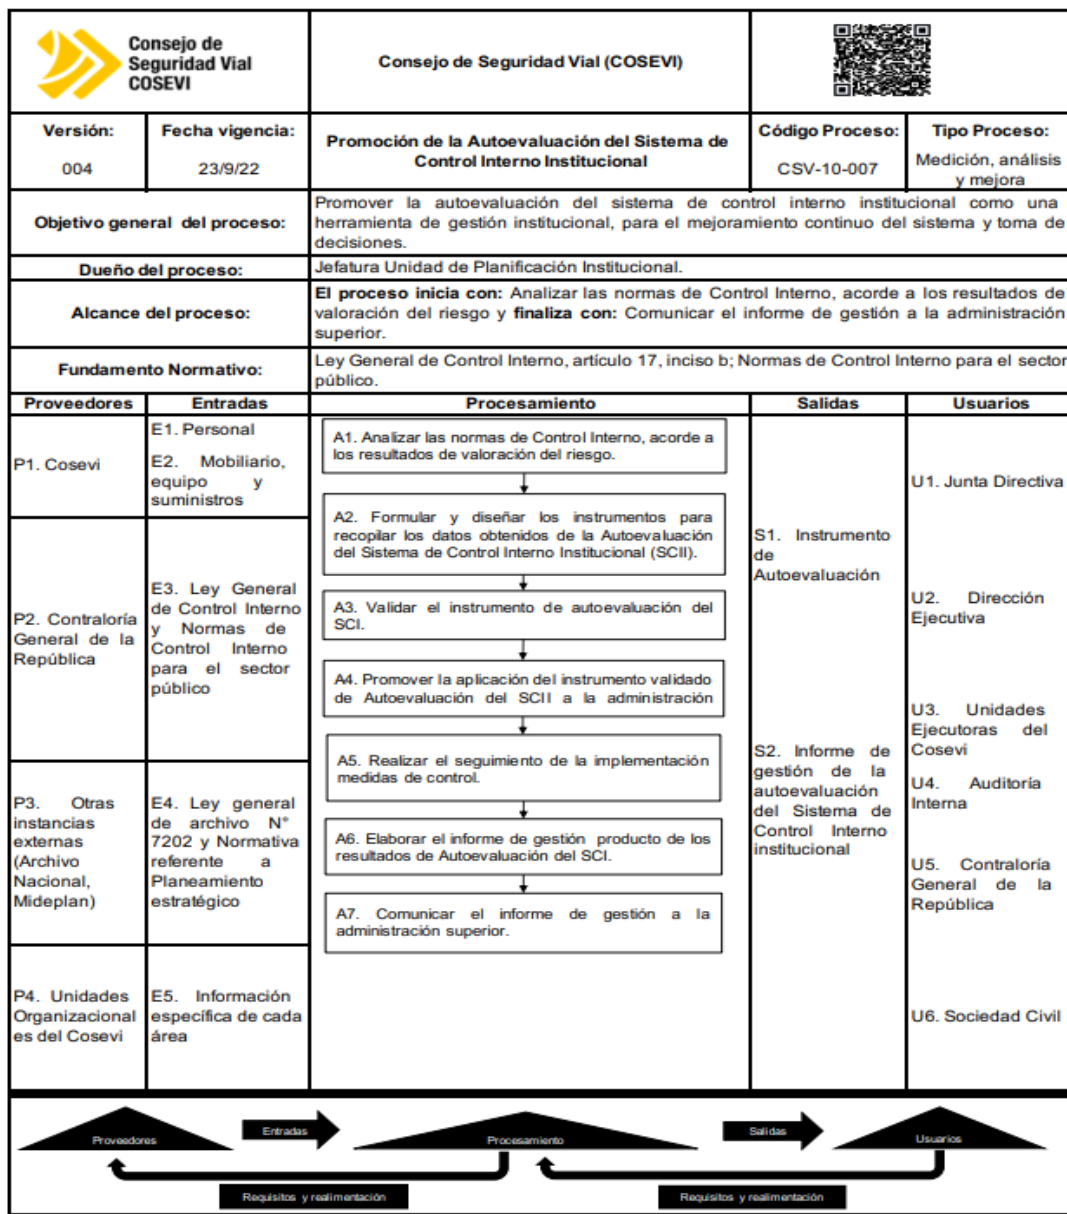 Consejo de
Seguridad Vial
COSEVI
Consejo de Seguridad Vial (COSEVI)
Versión:
004
Fecha vigencia:
23/9/22
Promoción de la Autoevaluación del Sistema de
Control Interno Institucional
Código Proceso:
CSV-10-007
Tipo Proceso:
Medición, análisis
y mejora
Objetivo general del proceso:
Promover la autoevaluación del sistema de control interno institucional como una
herramienta de gestión institucional, para el mejoramiento continuo del sistema y toma de
decisiones.
Dueño del proceso:
Jefatura Unidad de Planificación Institucional.
Alcance del proceso:
El proceso inicia con: Analizar las normas de Control Interno, acorde a los resultados de
valoración del riesgo y finaliza con: Comunicar el informe de gestión a la administración
superior.
Fundamento Normativo:
Ley General de Control Interno, artículo 17, inciso b; Normas de Control Interno para el sector
público.
Proveedores
Entradas
Procesamiento
Salidas
Usuarios
P1. Cosevi
P2. Contraloría
General de la
República
P3. Otras
instancias
externas
(Archivo
Nacional,
Mideplan)
P4. Unidades
Organizacional
es del Cosevi
E1. Personal
E2. Mobiliario,
equipo y
suministros
E3. Ley General
de Control Interno
y Normas de
Control Interno
para el sector
público
E4. Ley general
de archivo N°
7202 y Normativa
referente a
Planeamiento
estratégico
E5. Información
específica de cada
área
A1. Analizar las normas de Control Interno, acorde a
los resultados de valoración del riesgo.
A2. Formular y diseñar los instrumentos para
recopilar los datos obtenidos de la Autoevaluación
del Sistema de Control Interno Institucional (SCII).
A3. Validar el instrumento de autoevaluación del
SCI.
A4. Promover la aplicación del instrumento validado
de Autoevaluación del SCII a la administración
A5. Realizar el seguimiento de la implementación
medidas de control.
A6. Elaborar el informe de gestión producto de los
resultados de Autoevaluación del SCI.
A7. Comunicar el informe de gestión a la
administración superior.
S1. Instrumento
de
Autoevaluación
S2. Informe de
gestión de la
autoevaluación
del Sistema de
Control Interno
institucional
U1. Junta Directiva
U2. Dirección
Ejecutiva
U3. Unidades
Ejecutoras del
Cosevi
U4. Auditoría
Interna
U5. Contraloría
General de la
República
U6. Sociedad Civil
Proveedores
Entradas
Procesamiento
Salidas
Usuarios
Requisitos y realimentación
Requisitos y realimentación